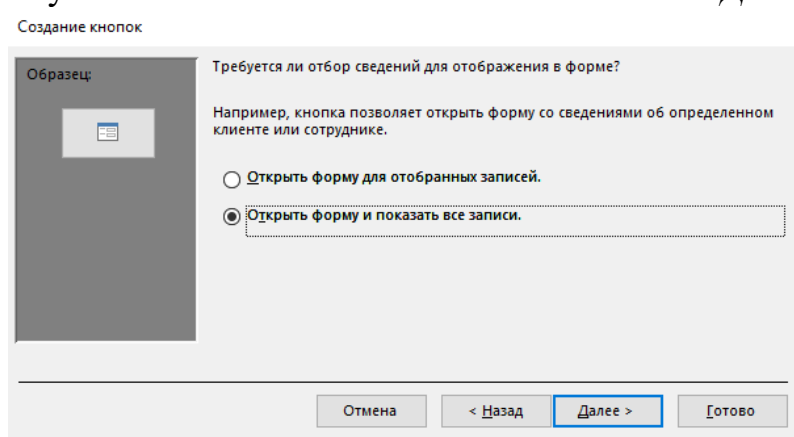 Создание кнопок
Образец:
Требуется ли отбор сведений для отображения в форме?
Например, кнопка позволяет открыть форму со сведениями об определенном
клиенте или сотруднике.
Открыть форму для отобранных записей.
Открыть форму и показать все записи.
Отмена
< Назад
Далее >
Готово